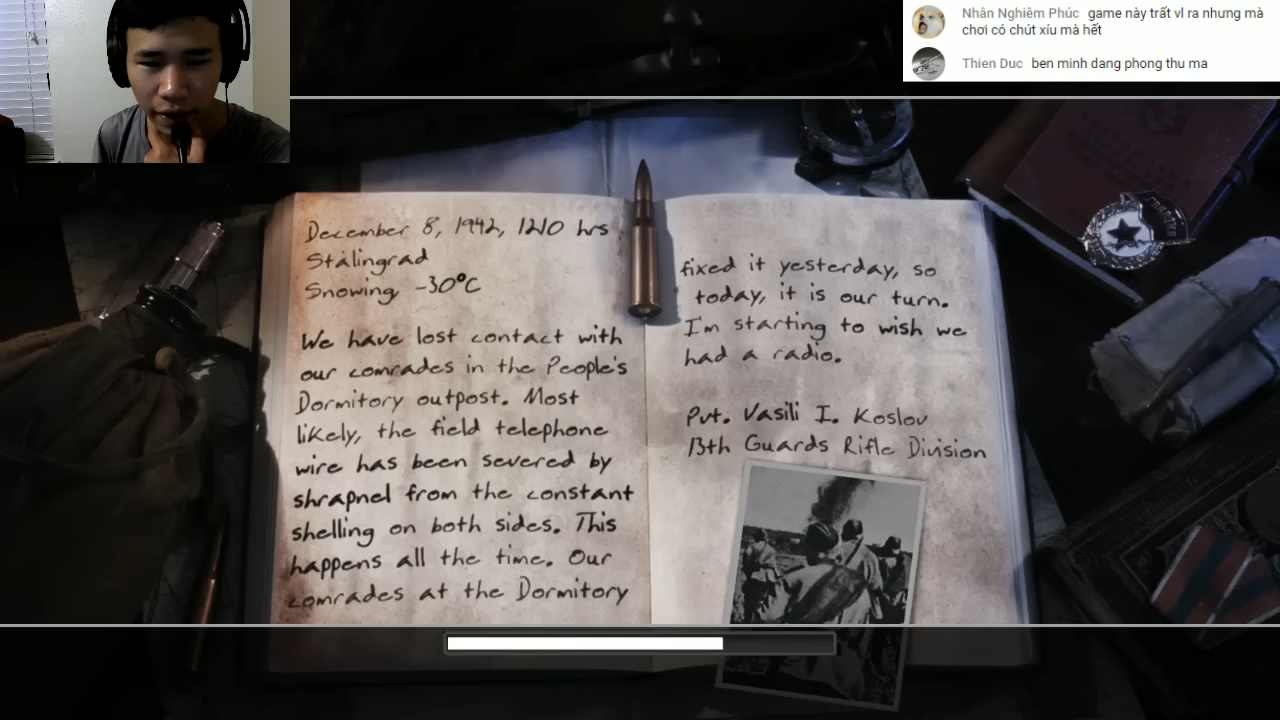 Nhân Nghiêm Phúc game này trất vl ra nhưng mà
chơi có chút xíu mà hết
Thien Duc ben minh dang phong thu ma
December 8, 1942, 1210 hrs
Stalingrad
Snowing -30°C
We have lost contact with
our comrades in the People's
Dormitory outpost. Most
likely, the field telephone
wire has been severed by
shrapnel from the constant
shelling on both sides. This
happens all the time. Our
comrades at the Dormitory
fixed it yesterday, so
today, it is our turn.
I'm starting to wish we
had a radio.
Pvt. Vasili I. Koslov
13th Guards Rifle Division